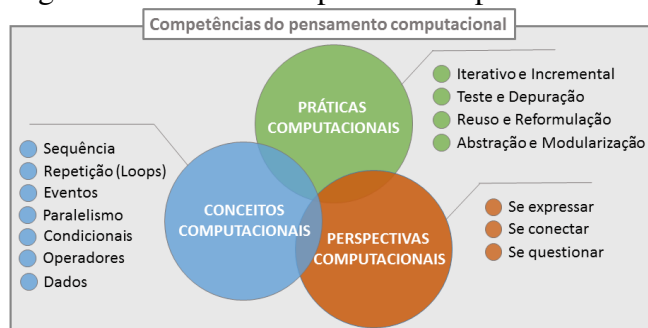 Competências do pensamento computacional
PRÁTICAS
COMPUTACIONAIS
Iterativo e Incremental
Teste e Depuração
Reuso e Reformulação
Abstração e Modularização
Sequência
Repetição (Loops)
Eventos
Paralelismo
Condicionais
Operadores
Dados
CONCEITOS
COMPUTACIONAIS
PERSPECTIVAS
COMPUTACIONAIS
Se expressar
Se conectar
Se questionar